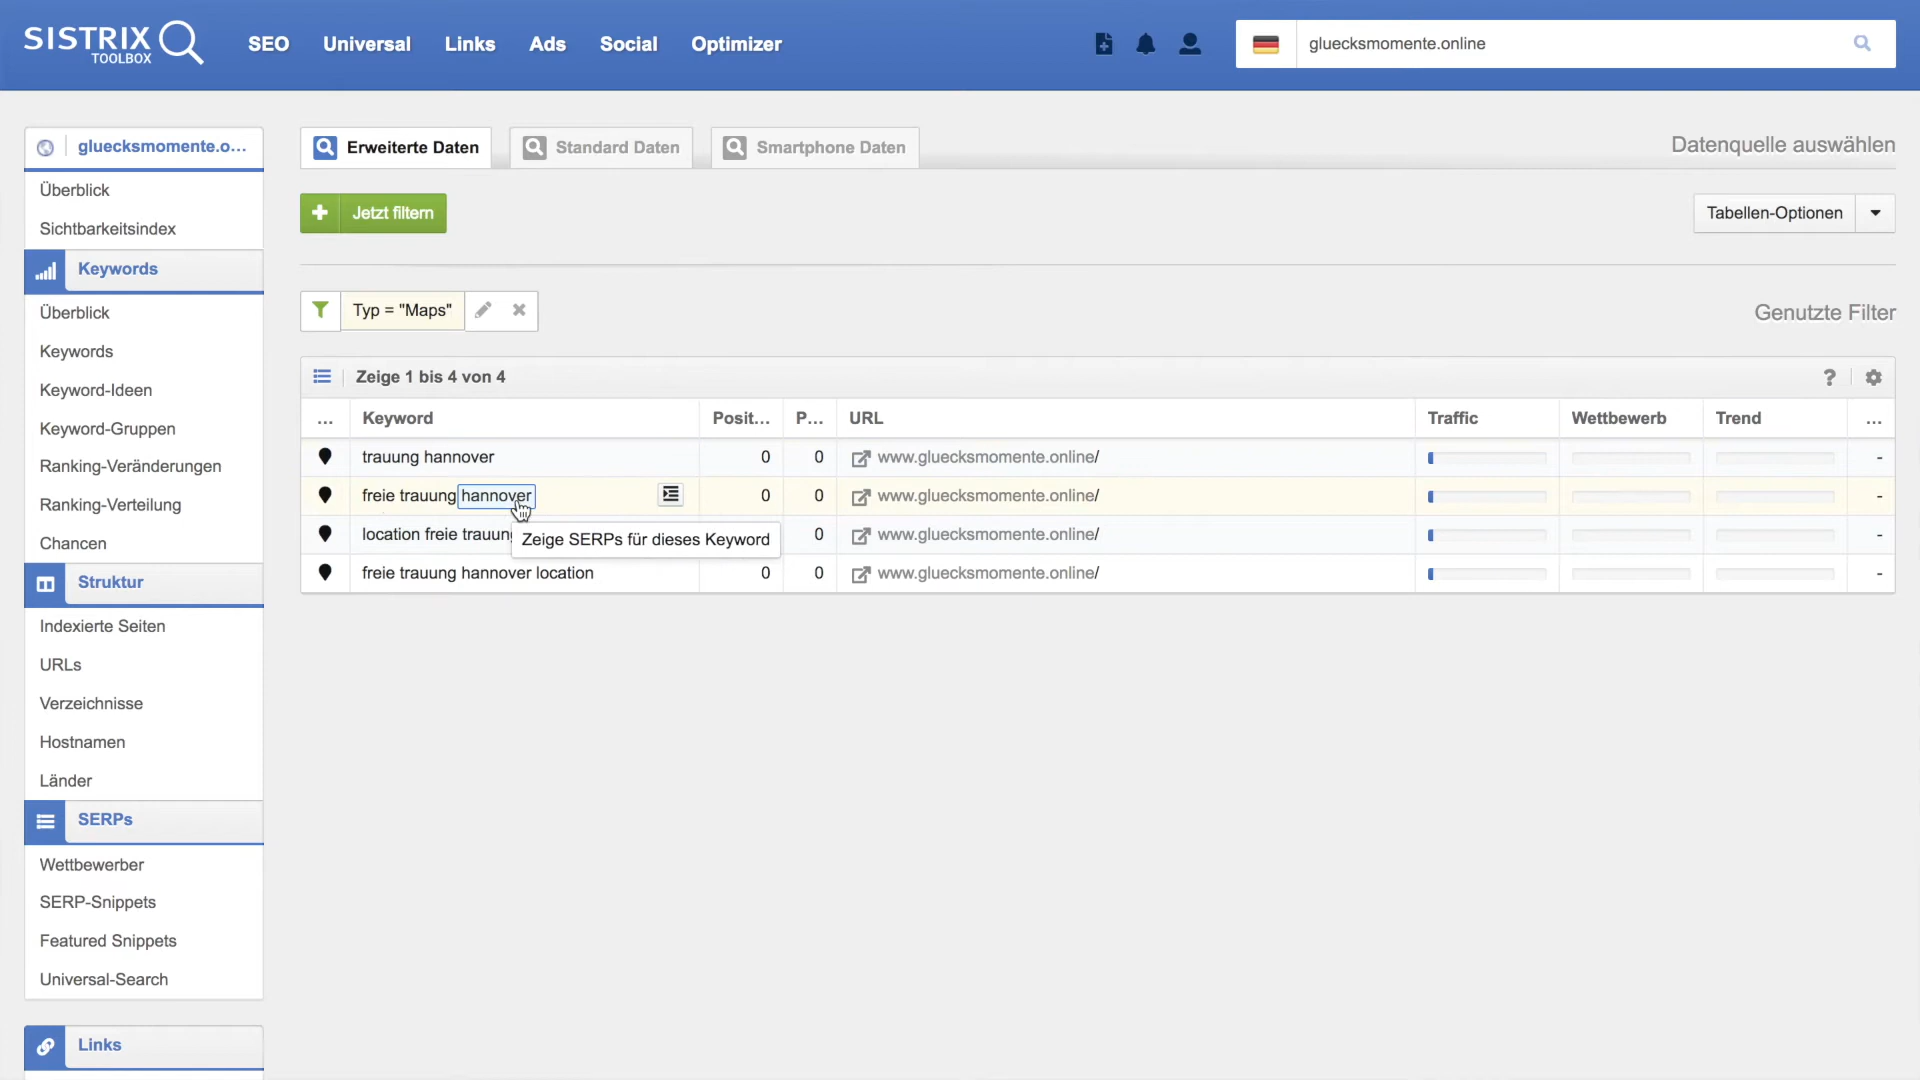 SISTRIX
TOOLBOX
SEO Universal Links Ads Social Optimizer
gluecksmomente.online
gluecksmomente.o...
Überblick
Sichtbarkeitsindex
Keywords
Überblick
Keywords
Keyword-Ideen
Keyword-Gruppen
Ranking-Veränderungen
Ranking-Verteilung
Chancen
Struktur
Indexierte Seiten
URLs
Verzeichnisse
Hostnamen
Länder
SERPs
Wettbewerber
SERP-Snippets
Featured Snippets
Universal-Search
Links
Erweiterte Daten Standard Daten Smartphone Daten Datenquelle auswählen
Jetzt filtern Tabellen-Optionen
Typ = "Maps" Genutzte Filter
Zeige 1 bis 4 von 4 ?
... Keyword Posit... P... URL Traffic Wettbewerb Trend ...
trauung hannover 0 0 www.gluecksmomente.online/ -
freie trauung hannover 0 0 www.gluecksmomente.online/ -
location freie trauung 0 www.gluecksmomente.online/ -
Zeige SERPs für dieses Keyword
freie trauung hannover location 0 0 www.gluecksmomente.online/ -